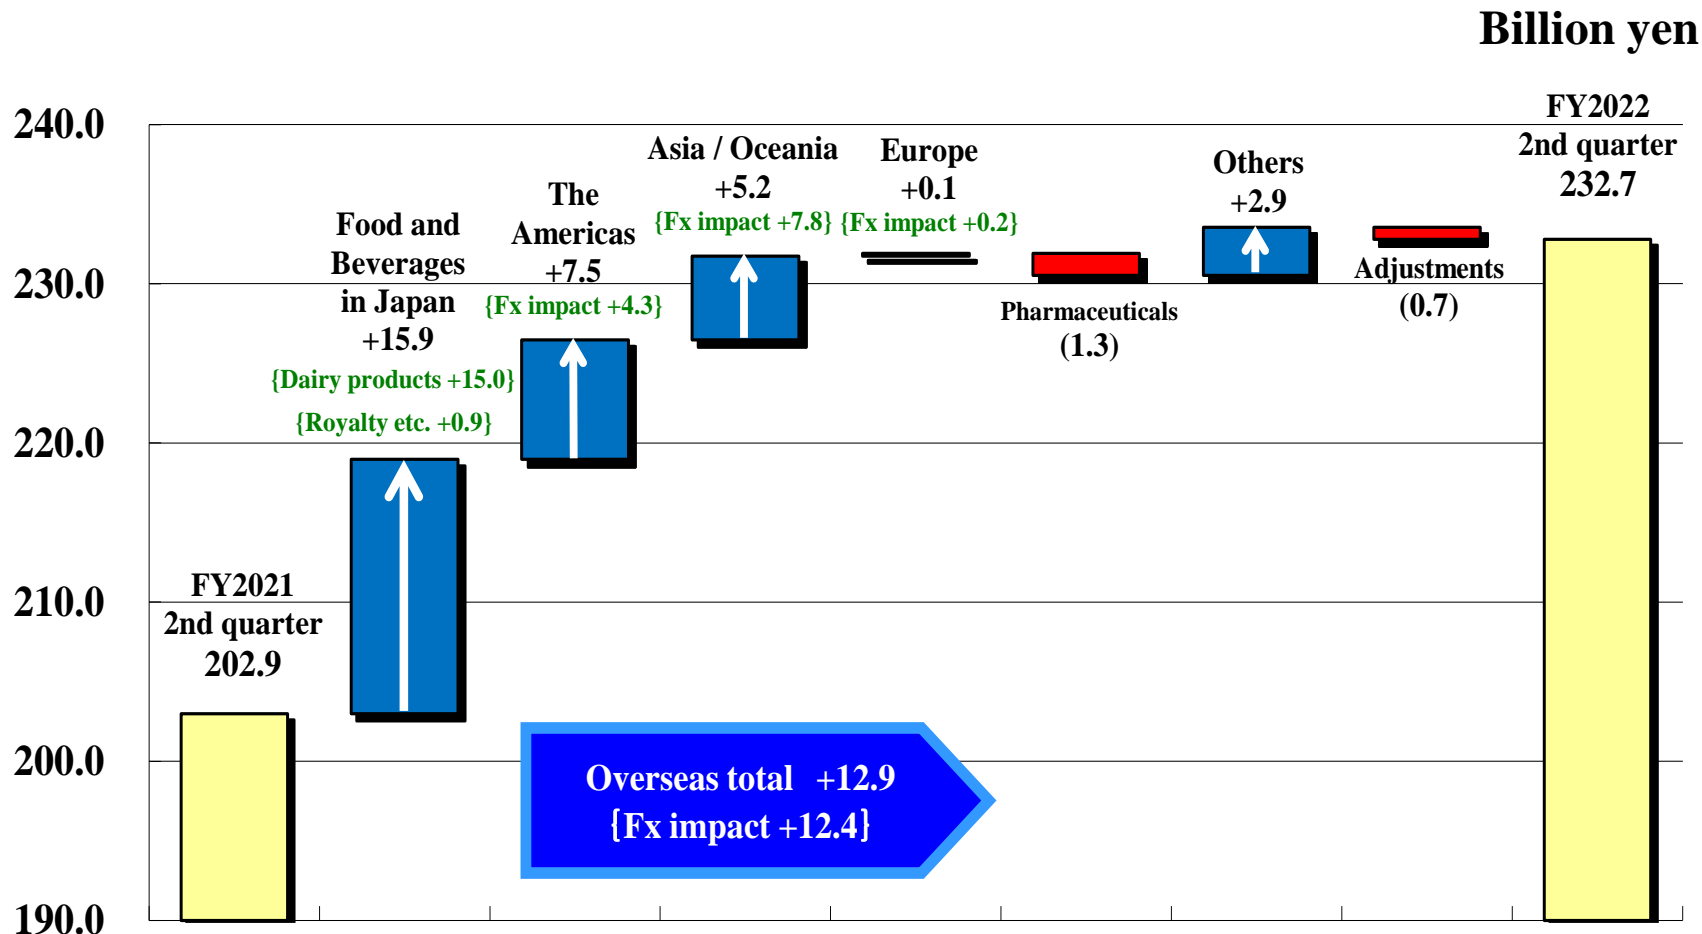 Billion yen
240.0
230.0
220.0
210.0
200.0
190.0
FY2021
2nd quarter
202.9
Food and
Beverages
in Japan
+15.9
{Dairy products +15.0}
{Royalty etc. +0.9}
The
Americas
+7.5
{Fx impact +4.3}
Asia / Oceania
+5.2
{Fx impact +7.8}
Europe
+0.1
{Fx impact +0.2}
Pharmaceuticals
(1.3)
Others
+2.9
Adjustments
(0.7)
FY2022
2nd quarter
232.7
Overseas total +12.9
{Fx impact +12.4}